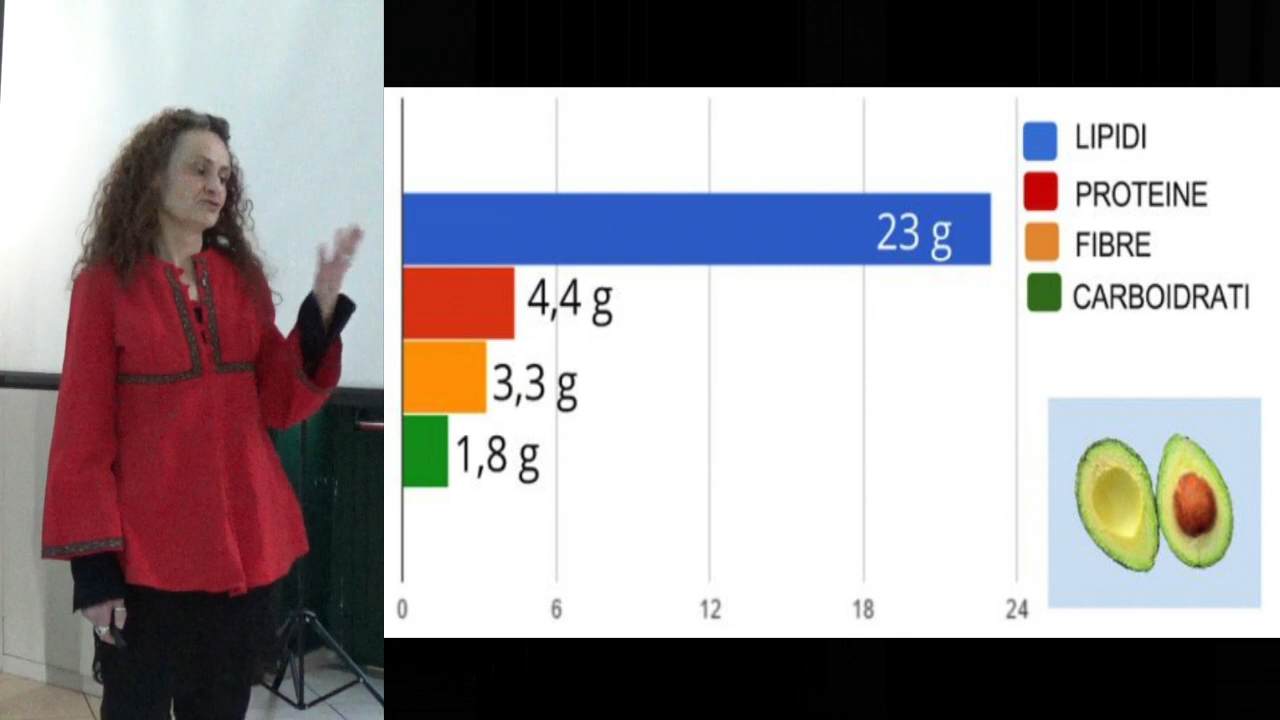 23 g
4,4 g
3,3 g
1,8 g
0 6 12 18 24
LIPIDI
PROTEINE
FIBRE
CARBOIDRATI